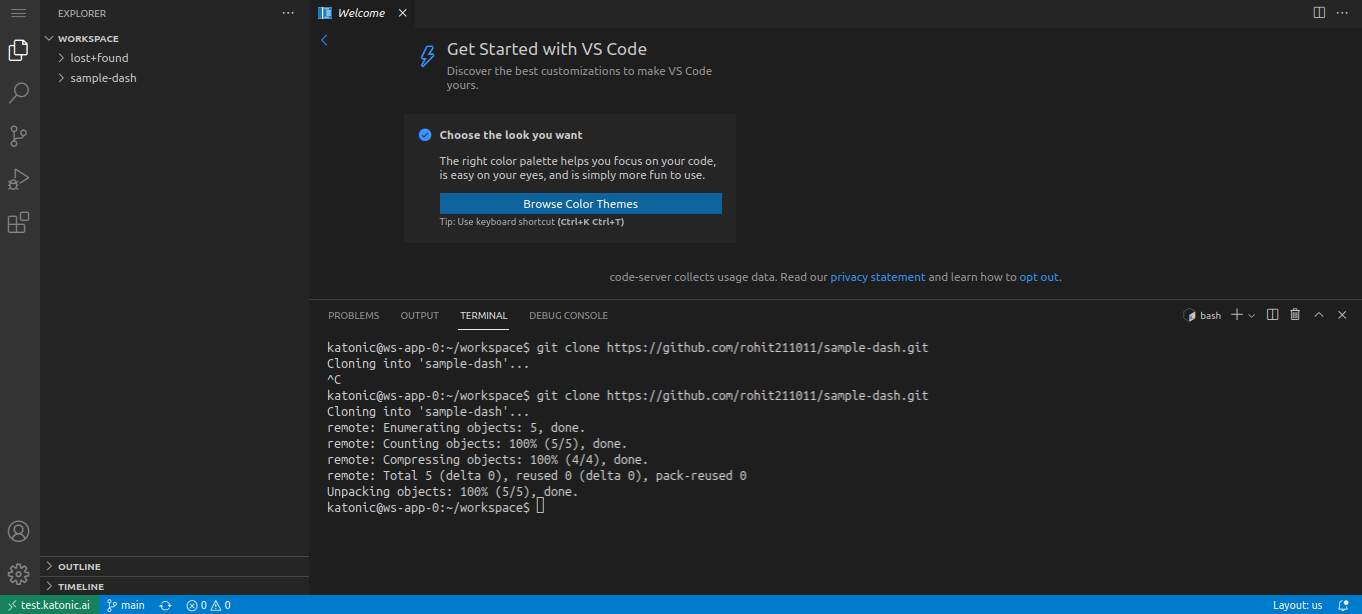 EXPLORER
Welcome
WORKSPACE
lost+found
sample-dash
Get Started with VS Code
Discover the best customizations to make VS Code
yours.
Choose the look you want
The right color palette helps you focus on your code,
is easy on your eyes, and is simply more fun to use.
Browse Color Themes
Tip: Use keyboard shortcut (Ctrl+K Ctrl+T)
code-server collects usage data. Read our privacy statement and learn how to opt out.
PROBLEMS OUTPUT TERMINAL DEBUG CONSOLE
bash
katonic@ws-app-0:~/workspace$ git clone https://github.com/rohit211011/sample-dash.git
Cloning into 'sample-dash'...
^C
katonic@ws-app-0:~/workspace$ git clone https://github.com/rohit211011/sample-dash.git
Cloning into 'sample-dash'...
remote: Enumerating objects: 5, done.
remote: Counting objects: 100% (5/5), done.
remote: Compressing objects: 100% (4/4), done.
remote: Total 5 (delta 0), reused 0 (delta 0), pack-reused 0
Unpacking objects: 100% (5/5), done.
katonic@ws-app-0:~/workspace$
OUTLINE
TIMELINE
test.katonic.ai main 0 0 Layout: us